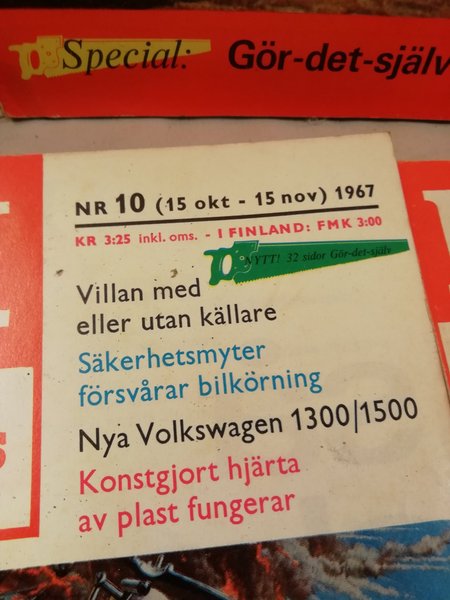 Special: Gör-det-själv
NR 10 (15 okt - 15 nov) 1967
KR 3:25 inkl. oms. - I FINLAND: FMK 3:00
NYTT! 32 sidor Gör-det-själv
Villan med
eller utan källare
Säkerhetsmyter
försvårar bilkörning
Nya Volkswagen 1300/1500
Konstgjort hjärta
av plast fungerar